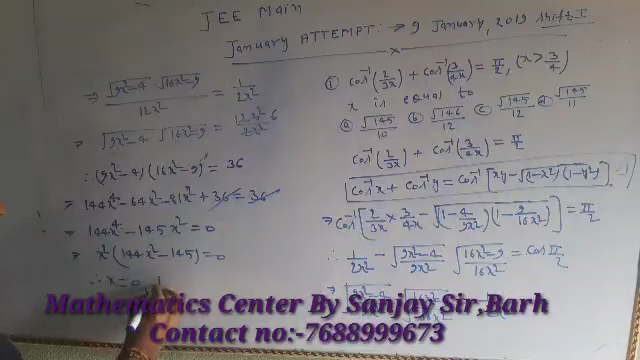 JEE Main
January ATTEMPT: → 9 January, 2019 Shift-I
① cos⁻¹(2/3x) + cos⁻¹(3/4x) = π/2, (x > 3/4)
x is equal to
ⓐ √145/10 ⓑ √146/12 ⓒ √145/12 ⓓ √145/11
cos⁻¹(2/3x) + cos⁻¹(3/4x) = π/2
cos⁻¹x + cos⁻¹y = cos⁻¹[xy − √(1−x²) √(1−y²)]
⇒ cos⁻¹[2/3x × 3/4x − √(1 − 4/9x²) √(1 − 9/16x²)] = π/2
∴ 1/2x² − √(9x²−4/9x²) √(16x²−9/16x²) = cos π/2
⇒ √9x²−4 √16x²−9 / 12x² = 1/2x²
⇒ √9x²−4 √16x²−9 = 12x²/2x² 6
∴ (9x²−4)(16x²−9) = 36
⇒ 144x⁴ − 64x² − 81x² + 36 = 36
⇒ 144x⁴ − 145x² = 0
⇒ x²(144x² − 145) = 0
∴ x = 0
Mathematics Center By Sanjay Sir,Barh
Contact no:-7688999673